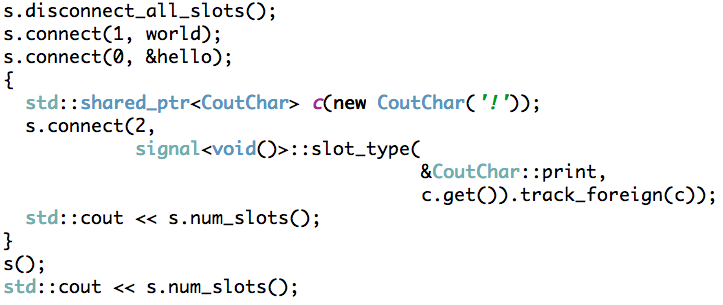 s.disconnect_all_slots();
s.connect(1, world);
s.connect(0, &hello);
{
  std::shared_ptr<CoutChar> c(new CoutChar('!'));
  s.connect(2,
            signal<void()>::slot_type(
                                      &CoutChar::print,
                                      c.get()).track_foreign(c));
  std::cout << s.num_slots();
}
s();
std::cout << s.num_slots();